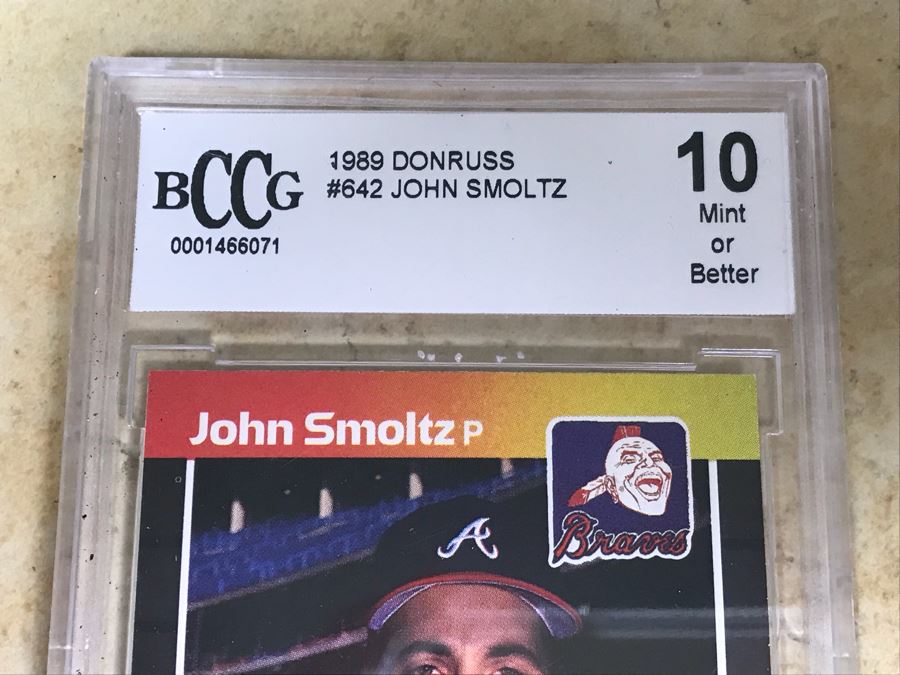 BCCG
0001466071
1989 DONRUSS
#642 JOHN SMOLTZ
10
Mint
or
Better
John Smoltz P
A
Braves